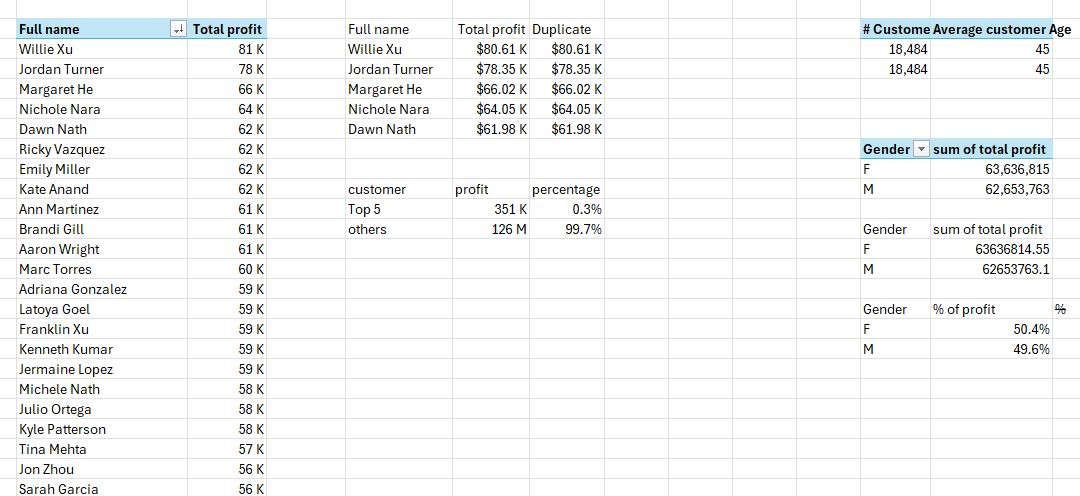 Full name Total profit Full name Total profit Duplicate # Custome Average customer Age
Willie Xu 81 K Willie Xu $80.61 K $80.61 K 18,484 45
Jordan Turner 78 K Jordan Turner $78.35 K $78.35 K 18,484 45
Margaret He 66 K Margaret He $66.02 K $66.02 K
Nichole Nara 64 K Nichole Nara $64.05 K $64.05 K
Dawn Nath 62 K Dawn Nath $61.98 K $61.98 K
Ricky Vazquez 62 K Gender sum of total profit
Emily Miller 62 K F 63,636,815
Kate Anand 62 K customer profit percentage M 62,653,763
Ann Martinez 61 K Top 5 351 K 0.3%
Brandi Gill 61 K others 126 M 99.7% Gender sum of total profit
Aaron Wright 61 K F 63636814.55
Marc Torres 60 K M 62653763.1
Adriana Gonzalez 59 K
Latoya Goel 59 K Gender % of profit %
Franklin Xu 59 K F 50.4%
Kenneth Kumar 59 K M 49.6%
Jermaine Lopez 59 K
Michele Nath 58 K
Julio Ortega 58 K
Kyle Patterson 58 K
Tina Mehta 57 K
Jon Zhou 56 K
Sarah Garcia 56 K